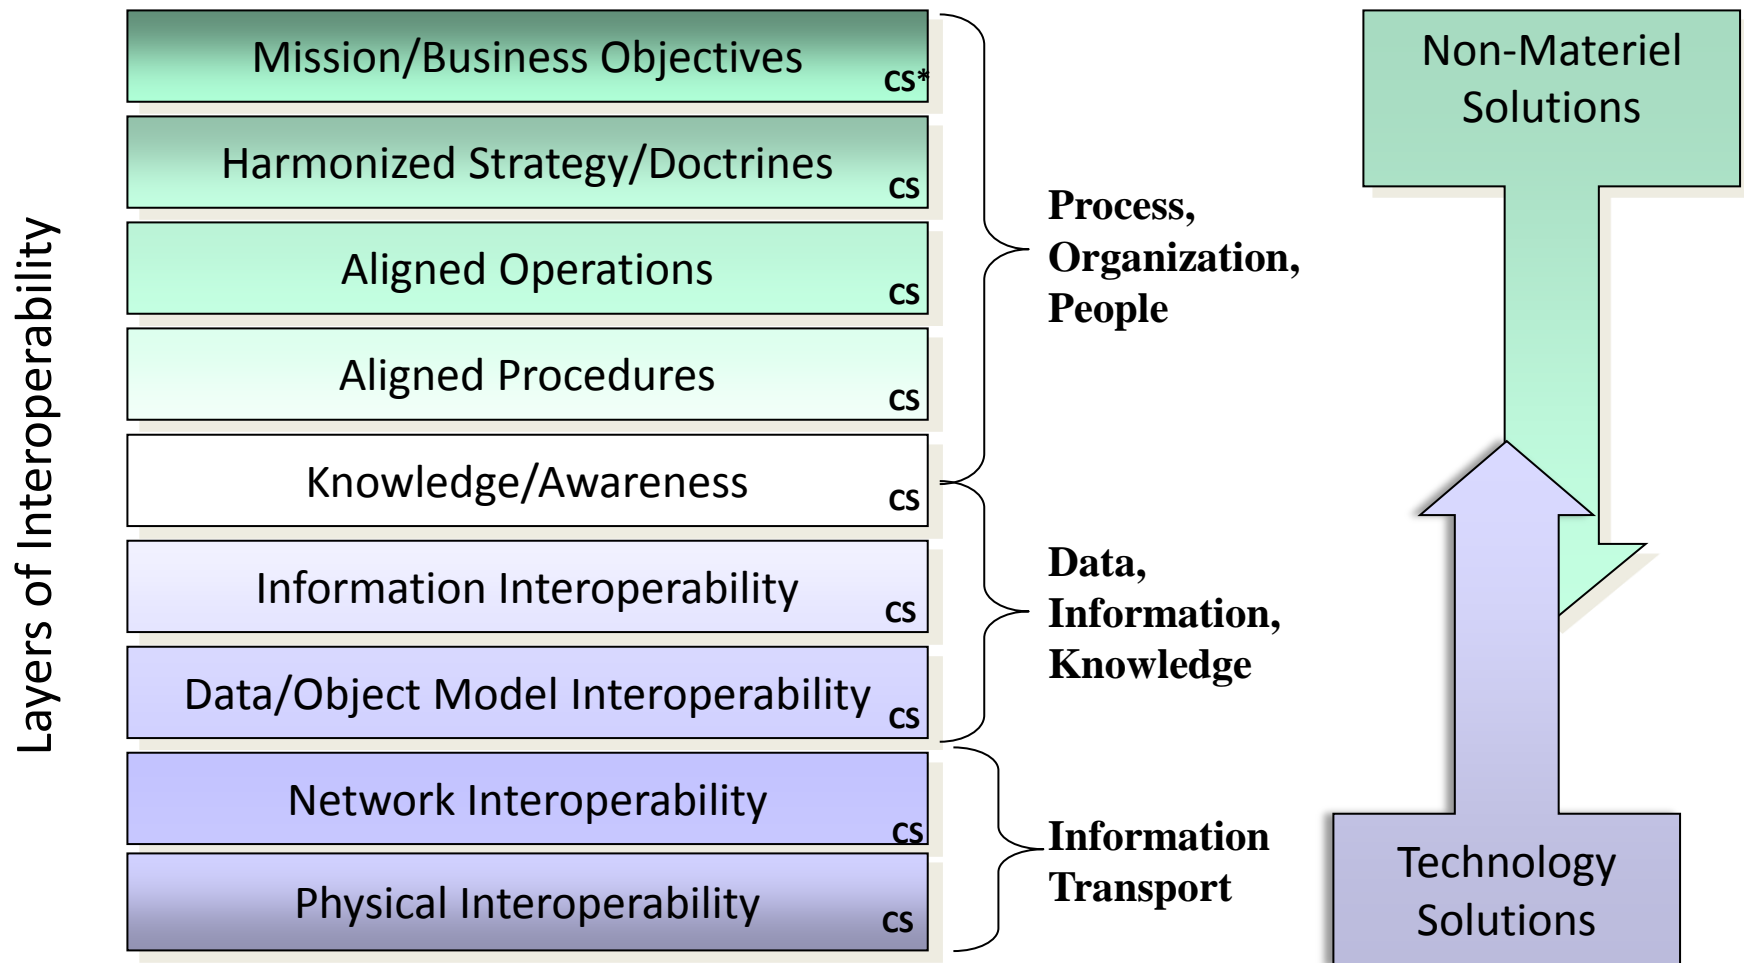 Layers of Interoperability
Mission/Business Objectives
CS*
Harmonized Strategy/Doctrines
CS
Aligned Operations
CS
Aligned Procedures
CS
Knowledge/Awareness
CS
Information Interoperability
CS
Data/Object Model Interoperability
CS
Network Interoperability
CS
Physical Interoperability
CS
Process,
Organization,
People
Data,
Information,
Knowledge
Information
Transport
Non-Materiel
Solutions
Technology
Solutions